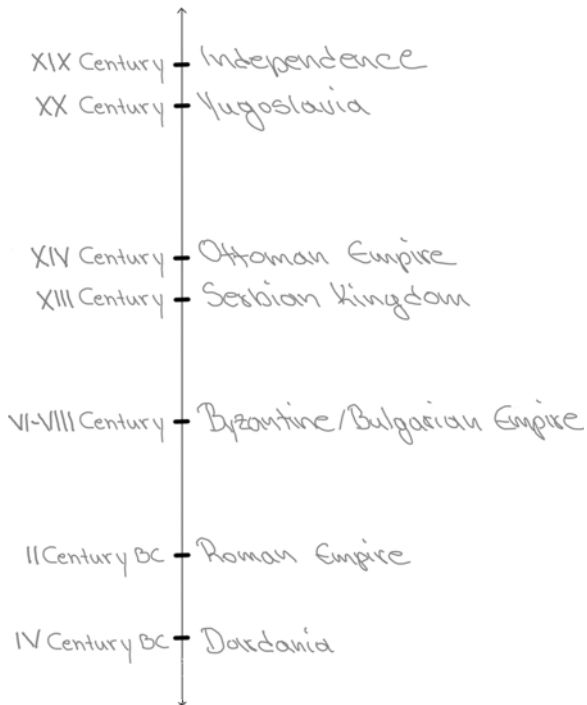 XIX Century Independence
XX Century Yugoslavia
XIV Century Ottoman Empire
XIII Century Serbian Kingdom
VI-VIII Century Byzantine/Bulgarian Empire
II Century BC Roman Empire
IV Century BC Dardania